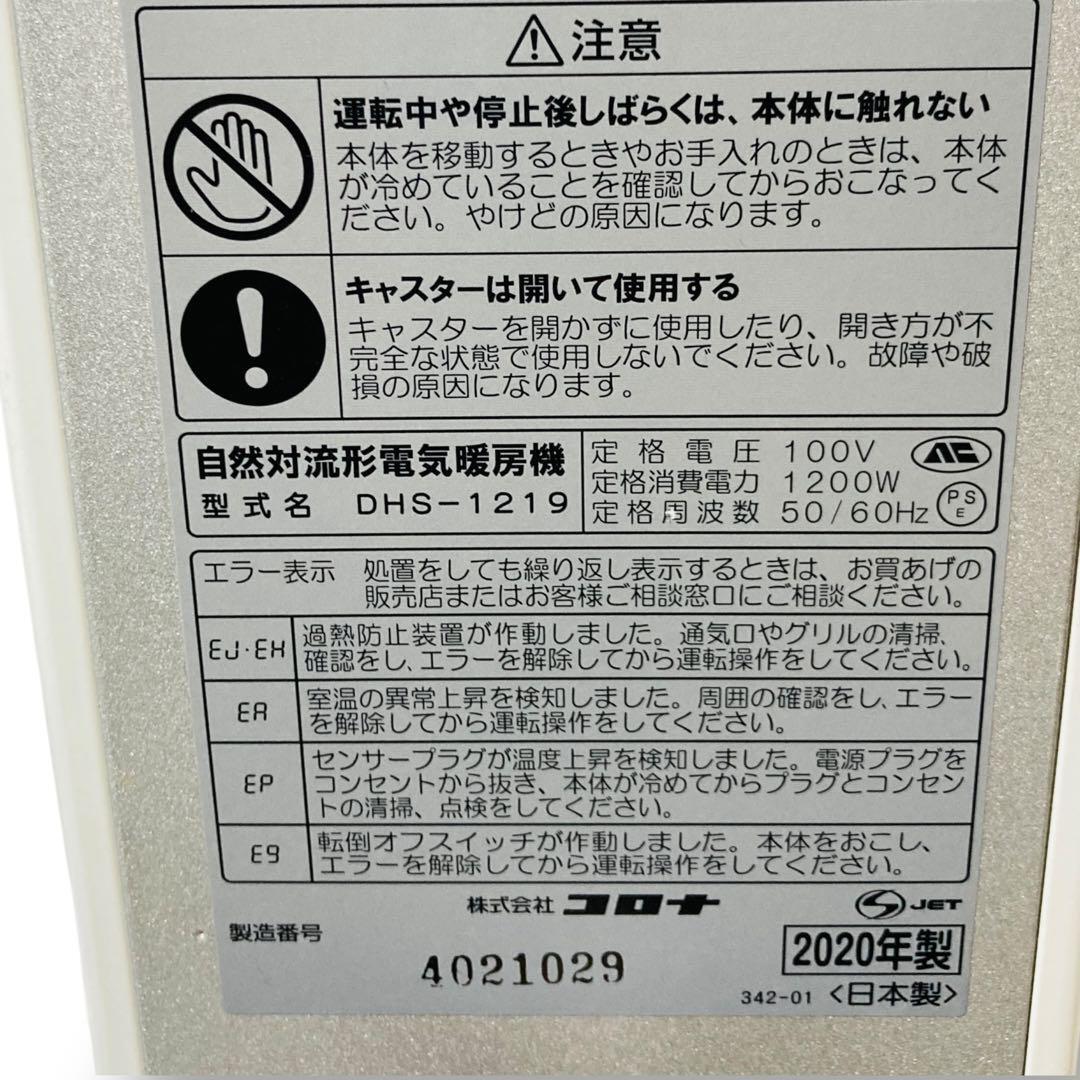 注意
運転中や停止後しばらくは、本体に触れない
本体を移動するときやお手入れのときは、本体
が冷めていることを確認してからおこなってく
ださい。やけどの原因になります。
キャスターは開いて使用する
キャスターを開かずに使用したり、開き方が不
完全な状態で使用しないでください。故障や破
損の原因になります。
自然対流形電気暖房機
型式名 DHS-1219
定格電圧 100V
定格消費電力 1200W
定格周波数 50/60Hz
PSE
エラー表示 処置をしても繰り返し表示するときは、お買あげの
販売店またはお客様ご相談窓口にご相談ください。
EJ・EH 過熱防止装置が作動しました。通気口やグリルの清掃、
確認をし、エラーを解除してから運転操作をしてください。
EA 室温の異常上昇を検知しました。周囲の確認をし、エラー
を解除してから運転操作をしてください。
EP センサープラグが温度上昇を検知しました。電源プラグを
コンセントから抜き、本体が冷めてからプラグとコンセン
トの清掃、点検をしてください。
E9 転倒オフスイッチが作動しました。本体をおこし、
エラーを解除してから運転操作をしてください。
株式会社 コロナ
JET
製造番号
4021029
2020年製
342-01 <日本製>